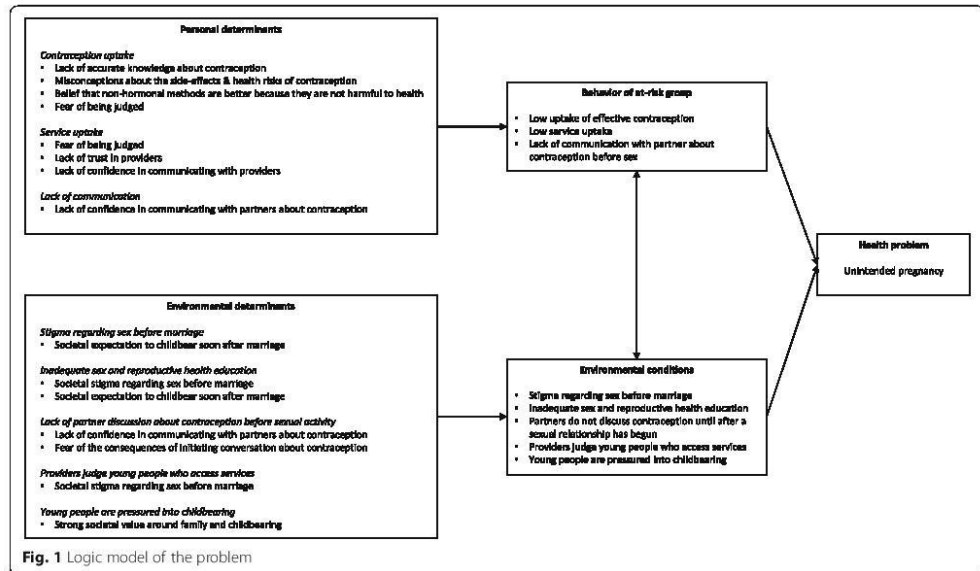 Personal determinants
Contraception uptake
• Lack of accurate knowledge about contraception
• Misconceptions about the side-effects & health risks of contraception
• Belief that non-hormonal methods are better because they are not harmful to health
• Fear of being judged
Service uptake
• Fear of being judged
• Lack of trust in providers
• Lack of confidence in communicating with providers
Lack of communication
• Lack of confidence in communicating with partners about contraception
Behavior of at-risk group
• Low uptake of effective contraception
• Low service uptake
• Lack of communication with partner about
contraception before sex
Health problem
Unintended pregnancy
Environmental determinants
Stigma regarding sex before marriage
• Societal expectation to childbear soon after marriage
Inadequate sex and reproductive health education
• Societal stigma regarding sex before marriage
• Societal expectation to childbear soon after marriage
Lack of partner discussion about contraception before sexual activity
• Lack of confidence in communicating with partners about contraception
• Fear of the consequences of initiating conversation about contraception
Providers judge young people who access services
• Societal stigma regarding sex before marriage
Young people are pressured into childbearing
• Strong societal value around family and childbearing
Environmental conditions
• Stigma regarding sex before marriage
• Inadequate sex and reproductive health education
• Partners do not discuss contraception until after a
sexual relationship has begun
• Providers judge young people who access services
• Young people are pressured into childbearing
Fig. 1 Logic model of the problem